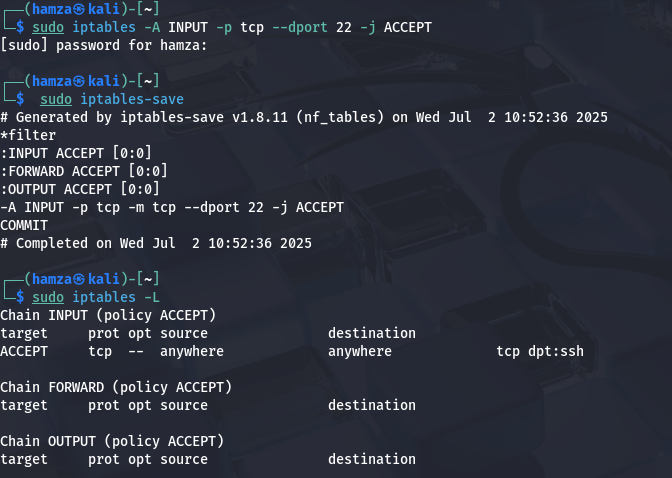 ┌──(hamza㉿kali)-[~]
└─$ sudo iptables -A INPUT -p tcp --dport 22 -j ACCEPT
[sudo] password for hamza:
┌──(hamza㉿kali)-[~]
└─$  sudo iptables-save
# Generated by iptables-save v1.8.11 (nf_tables) on Wed Jul  2 10:52:36 2025
*filter
:INPUT ACCEPT [0:0]
:FORWARD ACCEPT [0:0]
:OUTPUT ACCEPT [0:0]
-A INPUT -p tcp -m tcp --dport 22 -j ACCEPT
COMMIT
# Completed on Wed Jul  2 10:52:36 2025
┌──(hamza㉿kali)-[~]
└─$ sudo iptables -L
Chain INPUT (policy ACCEPT)
target     prot opt source               destination
ACCEPT     tcp  --  anywhere             anywhere             tcp dpt:ssh
Chain FORWARD (policy ACCEPT)
target     prot opt source               destination
Chain OUTPUT (policy ACCEPT)
target     prot opt source               destination